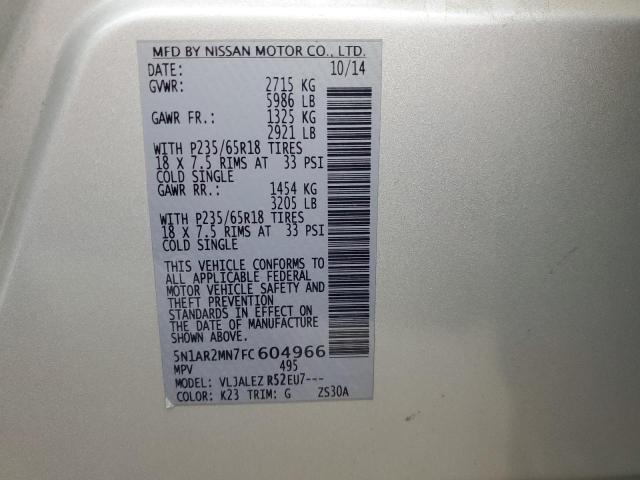 MFD BY NISSAN MOTOR CO., LTD.
DATE: 10/14
GVWR: 2715 KG
5986 LB
GAWR FR.: 1325 KG
2921 LB
WITH P235/65R18 TIRES
18 X 7.5 RIMS AT 33 PSI
COLD SINGLE
GAWR RR.: 1454 KG
3205 LB
WITH P235/65R18 TIRES
18 X 7.5 RIMS AT 33 PSI
COLD SINGLE
THIS VEHICLE CONFORMS TO
ALL APPLICABLE FEDERAL
MOTOR VEHICLE SAFETY AND
THEFT PREVENTION
STANDARDS IN EFFECT ON
THE DATE OF MANUFACTURE
SHOWN ABOVE.
5N1AR2MN7FC604966
MPV 495
MODEL: VLJALEZ R52EU7---
COLOR: K23 TRIM: G ZS30A